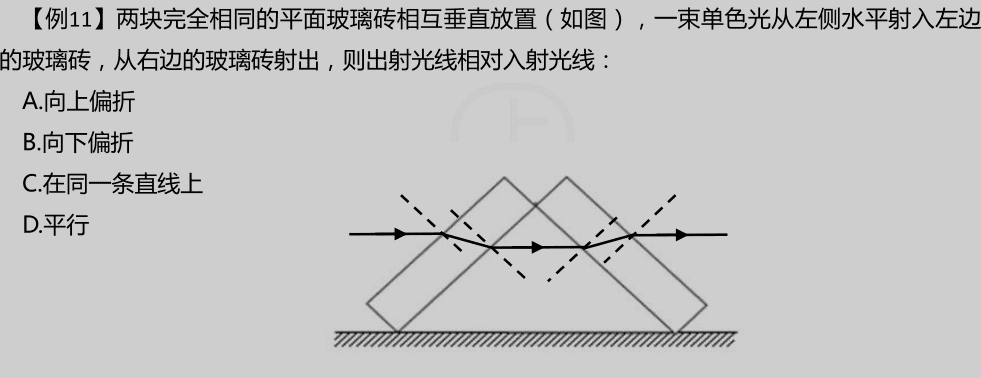 【例11】两块完全相同的平面玻璃砖相互垂直放置（如图），一束单色光从左侧水平射入左边
的玻璃砖，从右边的玻璃砖射出，则出射光线相对入射光线：
A.向上偏折
B.向下偏折
C.在同一条直线上
D.平行